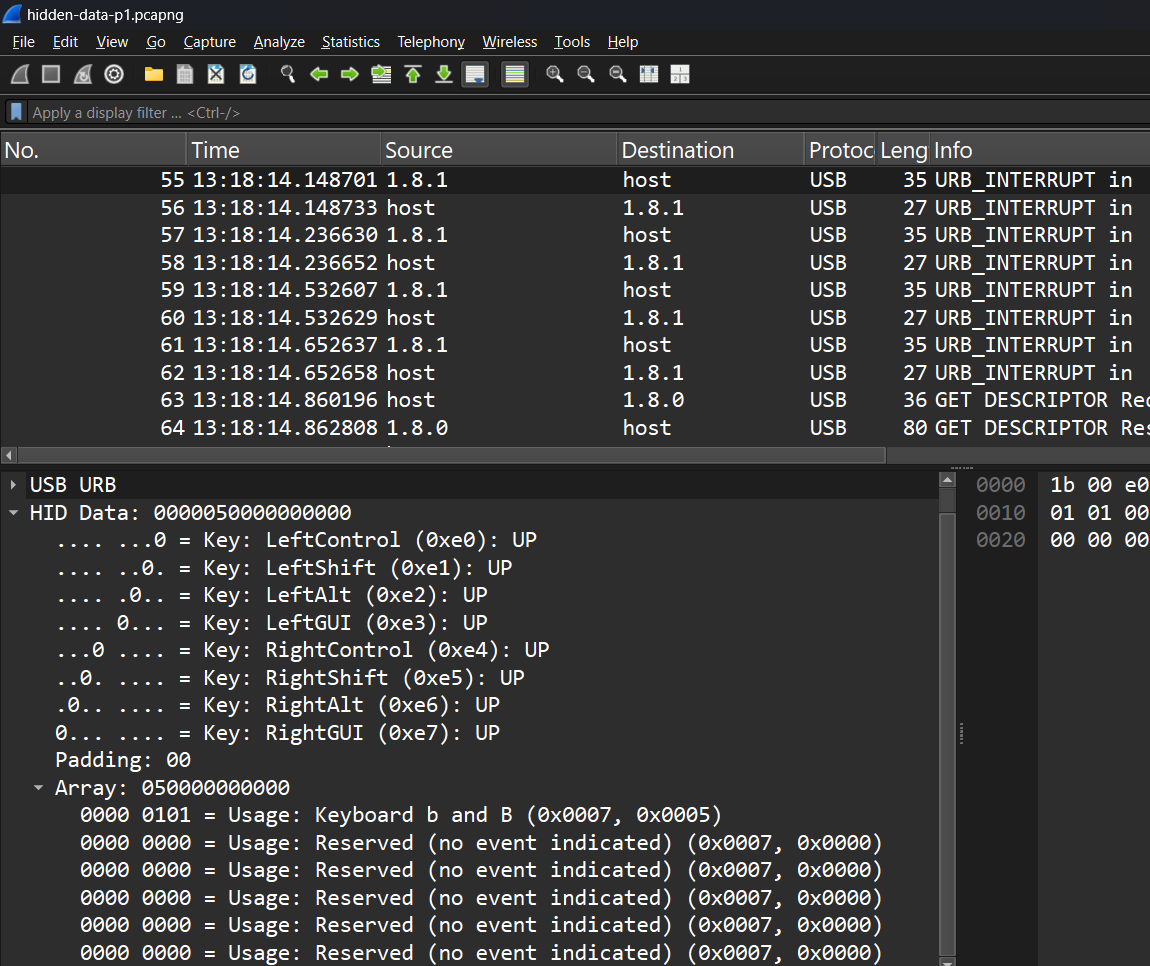 hidden-data-p1.pcapng
File Edit View Go Capture Analyze Statistics Telephony Wireless Tools Help
Apply a display filter ... <Ctrl-/>
No. Time Source Destination Protoc Leng Info
55 13:18:14.148701 1.8.1 host USB 35 URB_INTERRUPT in
56 13:18:14.148733 host 1.8.1 USB 27 URB_INTERRUPT in
57 13:18:14.236630 1.8.1 host USB 35 URB_INTERRUPT in
58 13:18:14.236652 host 1.8.1 USB 27 URB_INTERRUPT in
59 13:18:14.532607 1.8.1 host USB 35 URB_INTERRUPT in
60 13:18:14.532629 host 1.8.1 USB 27 URB_INTERRUPT in
61 13:18:14.652637 1.8.1 host USB 35 URB_INTERRUPT in
62 13:18:14.652658 host 1.8.1 USB 27 URB_INTERRUPT in
63 13:18:14.860196 host 1.8.0 USB 36 GET DESCRIPTOR Rec
64 13:18:14.862808 1.8.0 host USB 80 GET DESCRIPTOR Res
USB URB
HID Data: 0000050000000000
.... ...0 = Key: LeftControl (0xe0): UP
.... ..0. = Key: LeftShift (0xe1): UP
.... .0.. = Key: LeftAlt (0xe2): UP
.... 0... = Key: LeftGUI (0xe3): UP
...0 .... = Key: RightControl (0xe4): UP
..0. .... = Key: RightShift (0xe5): UP
.0.. .... = Key: RightAlt (0xe6): UP
0... .... = Key: RightGUI (0xe7): UP
Padding: 00
Array: 050000000000
0000 0101 = Usage: Keyboard b and B (0x0007, 0x0005)
0000 0000 = Usage: Reserved (no event indicated) (0x0007, 0x0000)
0000 0000 = Usage: Reserved (no event indicated) (0x0007, 0x0000)
0000 0000 = Usage: Reserved (no event indicated) (0x0007, 0x0000)
0000 0000 = Usage: Reserved (no event indicated) (0x0007, 0x0000)
0000 0000 = Usage: Reserved (no event indicated) (0x0007, 0x0000)
0000 1b 00 e0
0010 01 01 00
0020 00 00 00